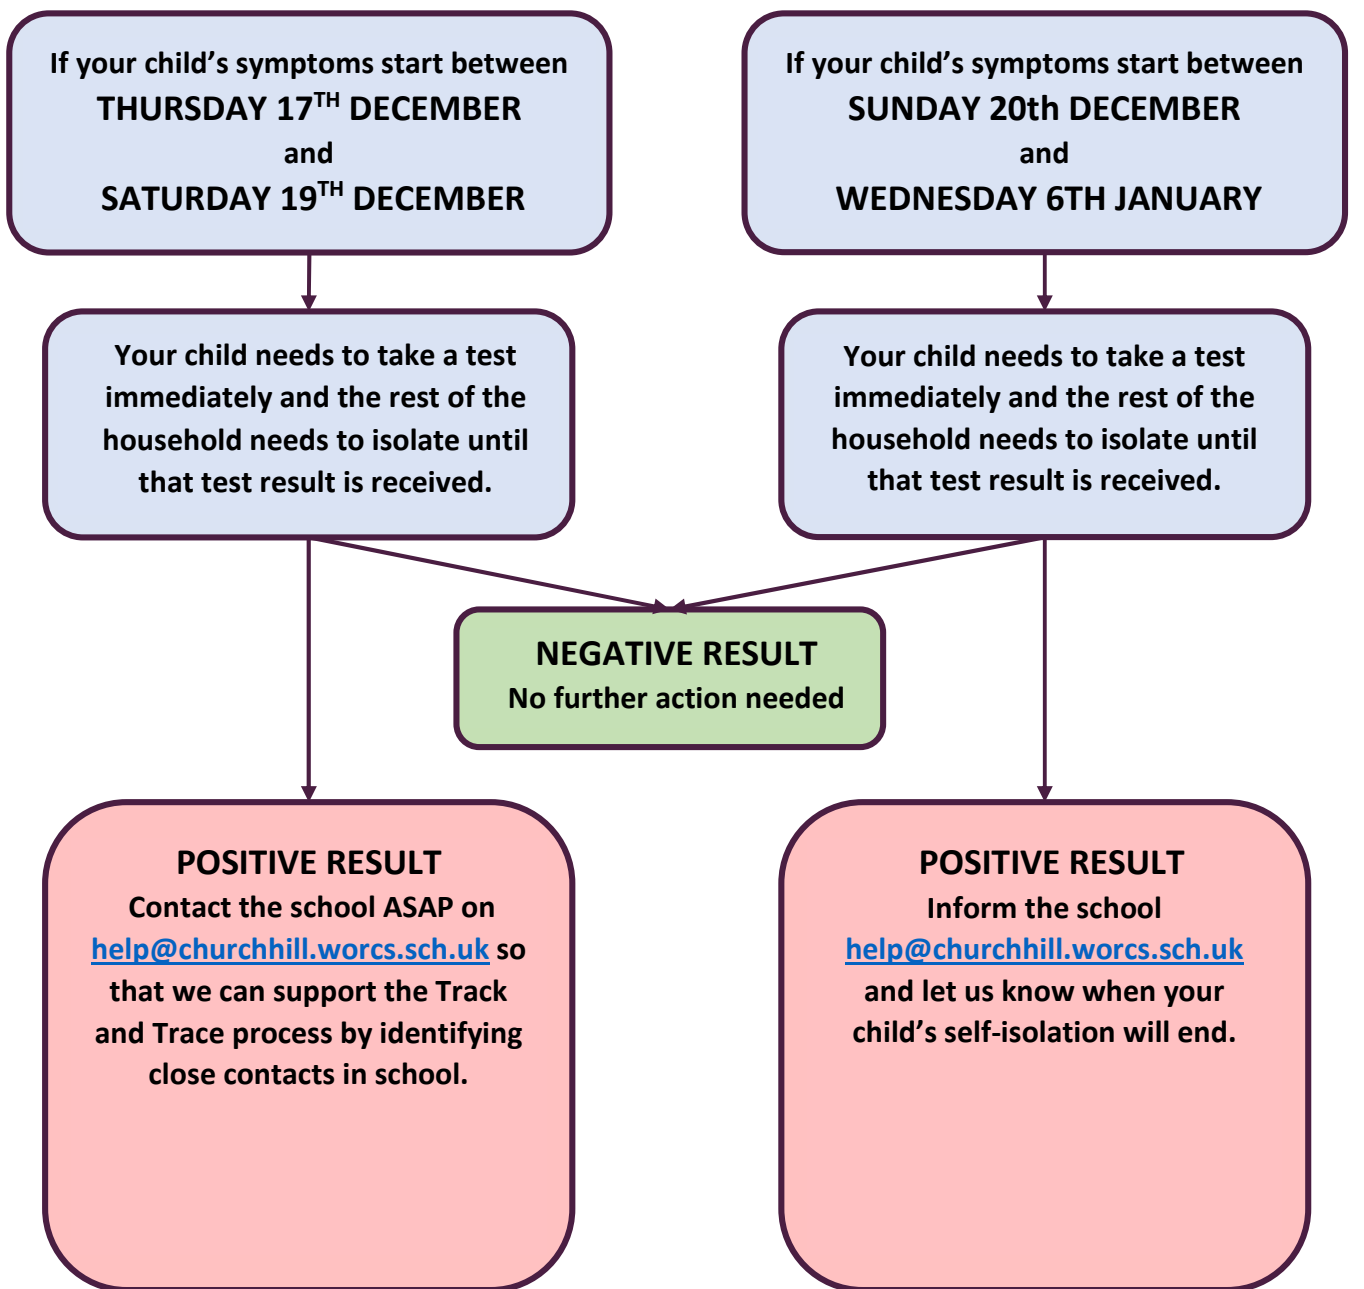 If your child’s symptoms start between
THURSDAY 17TH DECEMBER
and
SATURDAY 19TH DECEMBER
If your child’s symptoms start between
SUNDAY 20th DECEMBER
and
WEDNESDAY 6TH JANUARY
Your child needs to take a test
immediately and the rest of the
household needs to isolate until
that test result is received.
Your child needs to take a test
immediately and the rest of the
household needs to isolate until
that test result is received.
NEGATIVE RESULT
No further action needed
POSITIVE RESULT
Contact the school ASAP on
help@churchhill.worcs.sch.uk so
that we can support the Track
and Trace process by identifying
close contacts in school.
POSITIVE RESULT
Inform the school
help@churchhill.worcs.sch.uk
and let us know when your
child’s self-isolation will end.